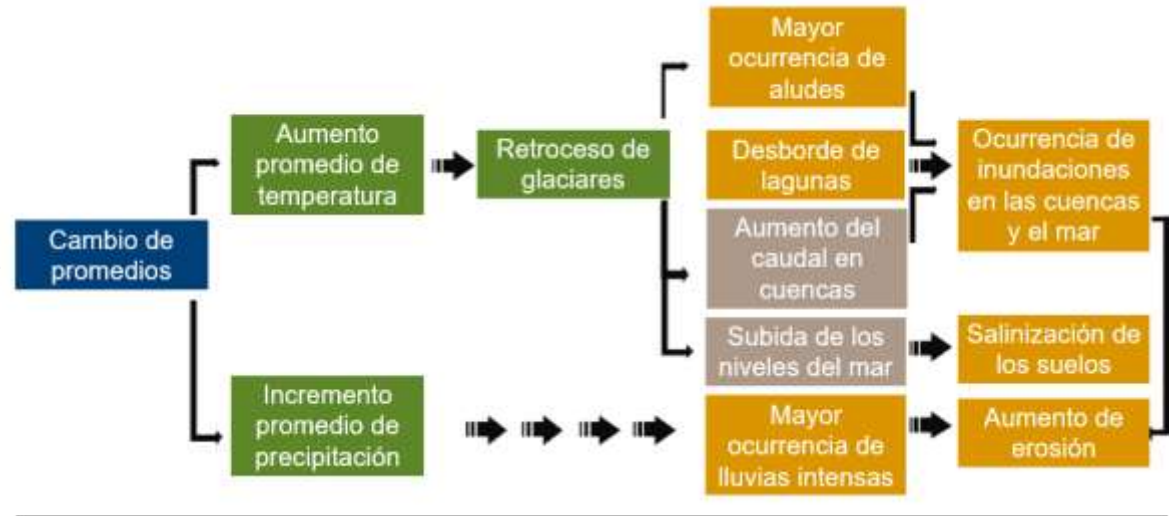 Cambio de
promedios
Aumento
promedio de
temperatura
Retroceso de
glaciares
Mayor
ocurrencia de
aludes
Desborde de
lagunas
Aumento del
caudal en
cuencas
Subida de los
niveles del mar
Ocurrencia de
inundaciones
en las cuencas
y el mar
Salinización de
los suelos
Incremento
promedio de
precipitación
Mayor
ocurrencia de
lluvias intensas
Aumento de
erosión